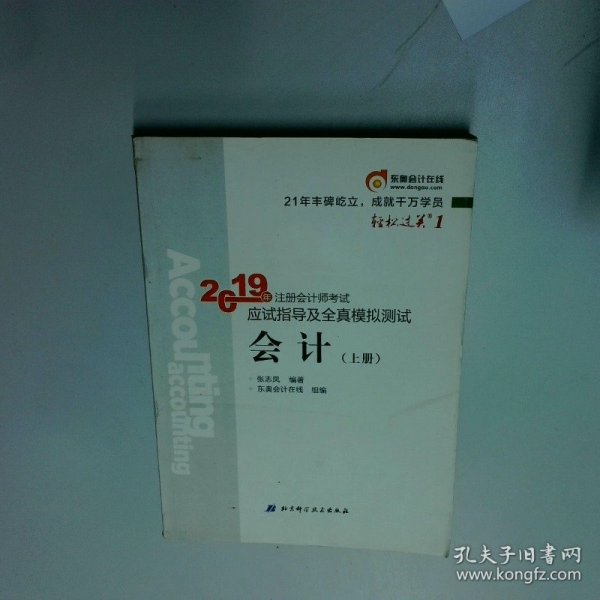 东奥会计在线
www.dongao.com
21年丰碑屹立，成就千万学员
轻松过关®1
2019年注册会计师考试
应试指导及全真模拟测试
会计（上册）
张志凤 编著
东奥会计在线 组编
Accounting
accounting
北京科学技术出版社
孔夫子旧书网
www.kongfz.com